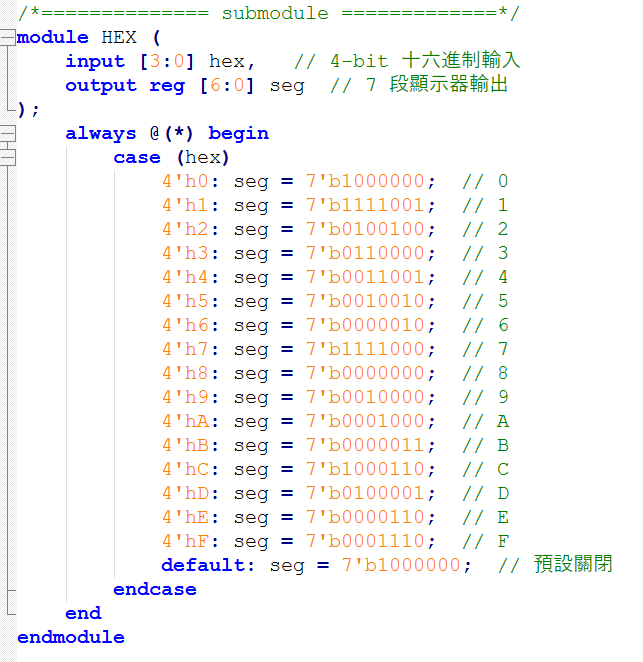 /*============== submodule =============*/
module HEX (
    input [3:0] hex,   // 4-bit 十六進制輸入
    output reg [6:0] seg  // 7 段顯示器輸出
);
    always @(*) begin
        case (hex)
            4'h0: seg = 7'b1000000;  // 0
            4'h1: seg = 7'b1111001;  // 1
            4'h2: seg = 7'b0100100;  // 2
            4'h3: seg = 7'b0110000;  // 3
            4'h4: seg = 7'b0011001;  // 4
            4'h5: seg = 7'b0010010;  // 5
            4'h6: seg = 7'b0000010;  // 6
            4'h7: seg = 7'b1111000;  // 7
            4'h8: seg = 7'b0000000;  // 8
            4'h9: seg = 7'b0010000;  // 9
            4'hA: seg = 7'b0001000;  // A
            4'hB: seg = 7'b0000011;  // B
            4'hC: seg = 7'b1000110;  // C
            4'hD: seg = 7'b0100001;  // D
            4'hE: seg = 7'b0000110;  // E
            4'hF: seg = 7'b0001110;  // F
            default: seg = 7'b1000000;  // 預設關閉
        endcase
    end
endmodule